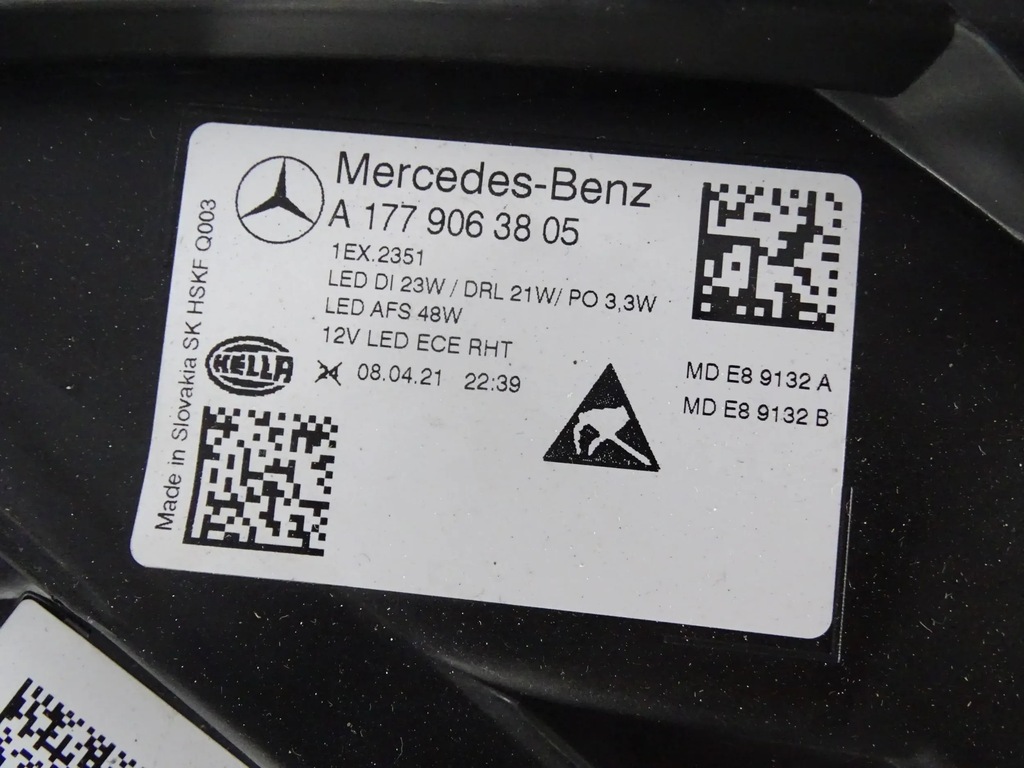 Mercedes-Benz
A 177 906 38 05
1EX.2351
LED DI 23W / DRL 21W/ PO 3,3W
LED AFS 48W
12V LED ECE RHT
HELLA
24 08.04.21 22:39
MD E8 9132 A
MD E8 9132 B
Made in Slovakia SK HSKF Q003